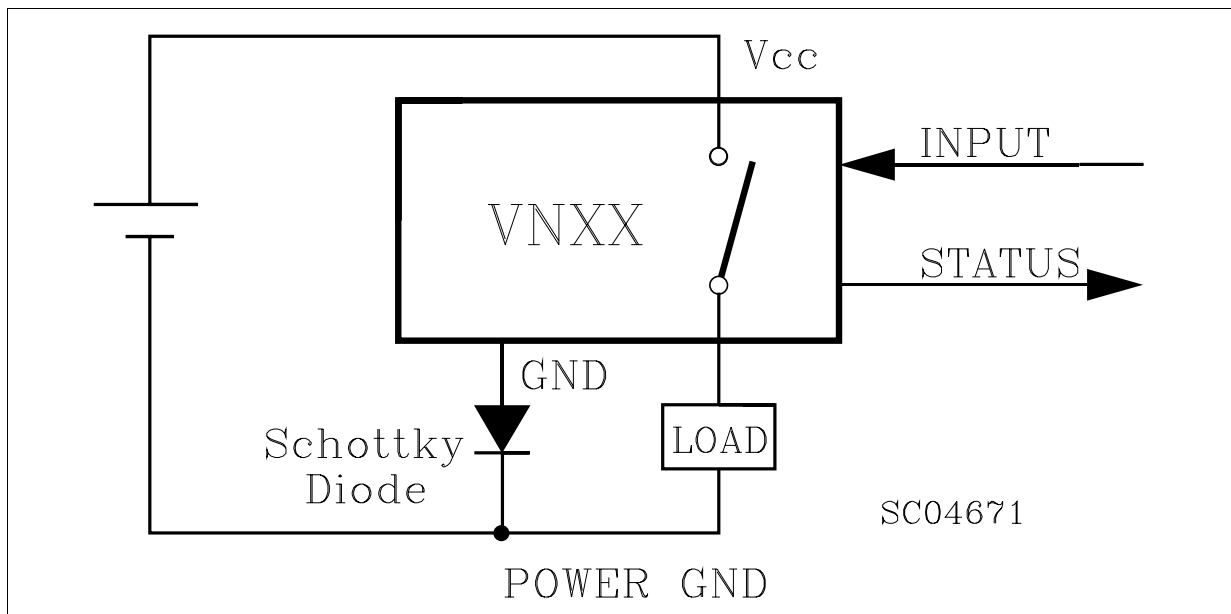 Vcc
INPUT
VNXX
STATUS
GND
Schottky
Diode
LOAD
SC04671
POWER GND